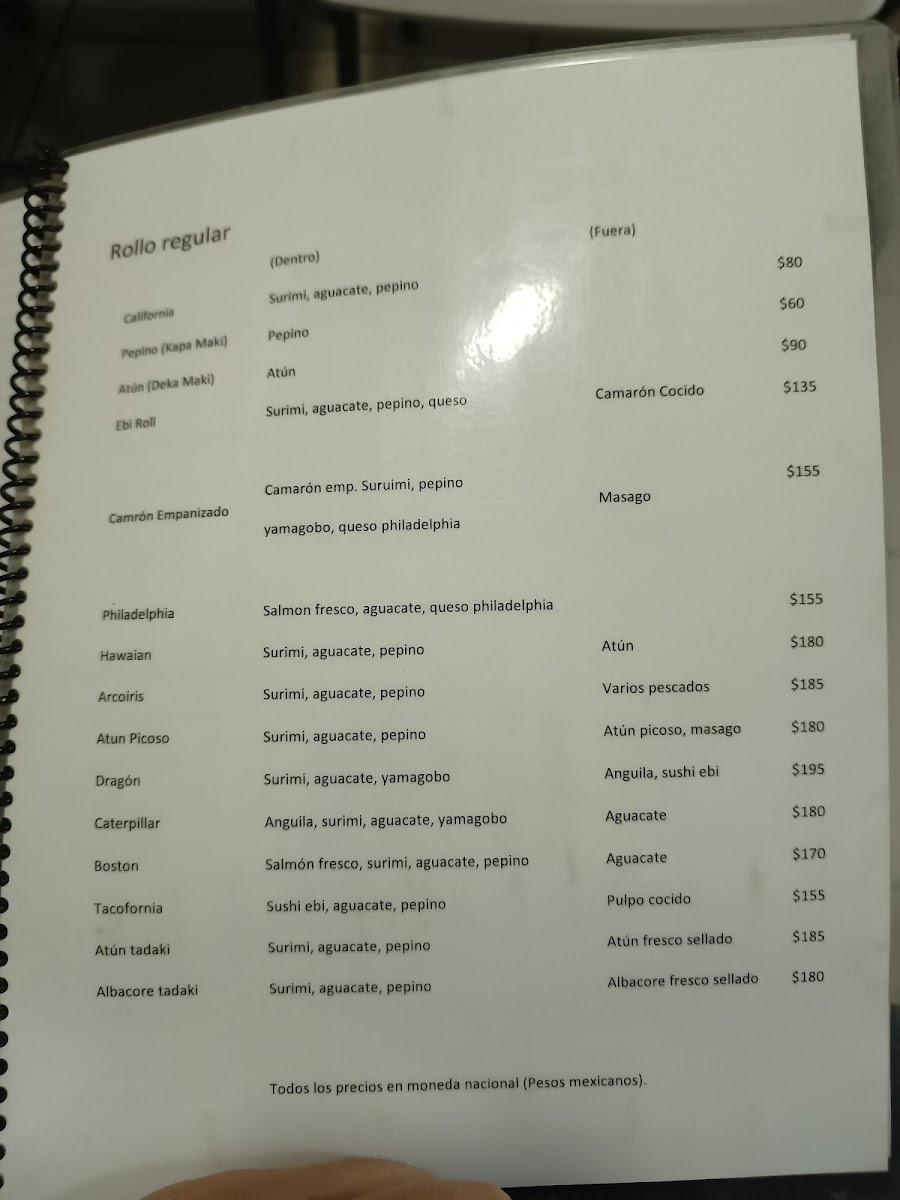 Rollo regular (Dentro) (Fuera)
California Surimi, aguacate, pepino $80
Pepino (Kapa Maki) Pepino $60
Atún (Deka Maki) Atún $90
Ebi Roll Surimi, aguacate, pepino, queso Camarón Cocido $135
Camrón Empanizado Camarón emp. Suruimi, pepino Masago $155
yamagobo, queso philadelphia
Philadelphia Salmon fresco, aguacate, queso philadelphia $155
Hawaian Surimi, aguacate, pepino Atún $180
Arcoiris Surimi, aguacate, pepino Varios pescados $185
Atun Picoso Surimi, aguacate, pepino Atún picoso, masago $180
Dragón Surimi, aguacate, yamagobo Anguila, sushi ebi $195
Caterpillar Anguila, surimi, aguacate, yamagobo Aguacate $180
Boston Salmón fresco, surimi, aguacate, pepino Aguacate $170
Tacofornia Sushi ebi, aguacate, pepino Pulpo cocido $155
Atún tadaki Surimi, aguacate, pepino Atún fresco sellado $185
Albacore tadaki Surimi, aguacate, pepino Albacore fresco sellado $180
Todos los precios en moneda nacional (Pesos mexicanos).